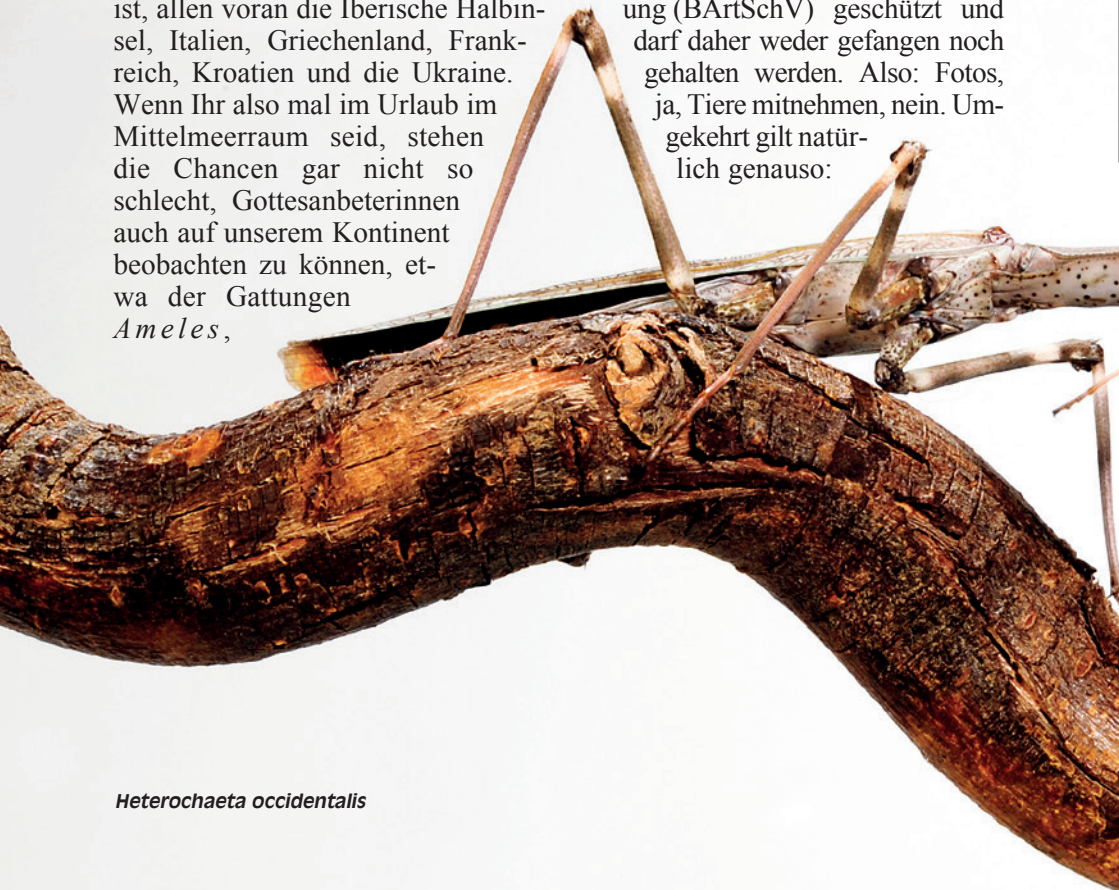 ist, allen voran die Iberische Halbin-
sel, Italien, Griechenland, Frank-
reich, Kroatien und die Ukraine.
Wenn Ihr also mal im Urlaub im
Mittelmeerraum seid, stehen
die Chancen gar nicht so
schlecht, Gottesanbeterinnen
auch auf unserem Kontinent
beobachten zu können, et-
wa der Gattungen
Ameles,
ung (BArtSchV) geschützt und
darf daher weder gefangen noch
gehalten werden. Also: Fotos,
ja, Tiere mitnehmen, nein. Um-
gekehrt gilt natür-
lich genauso:
Heterochaeta occidentalis